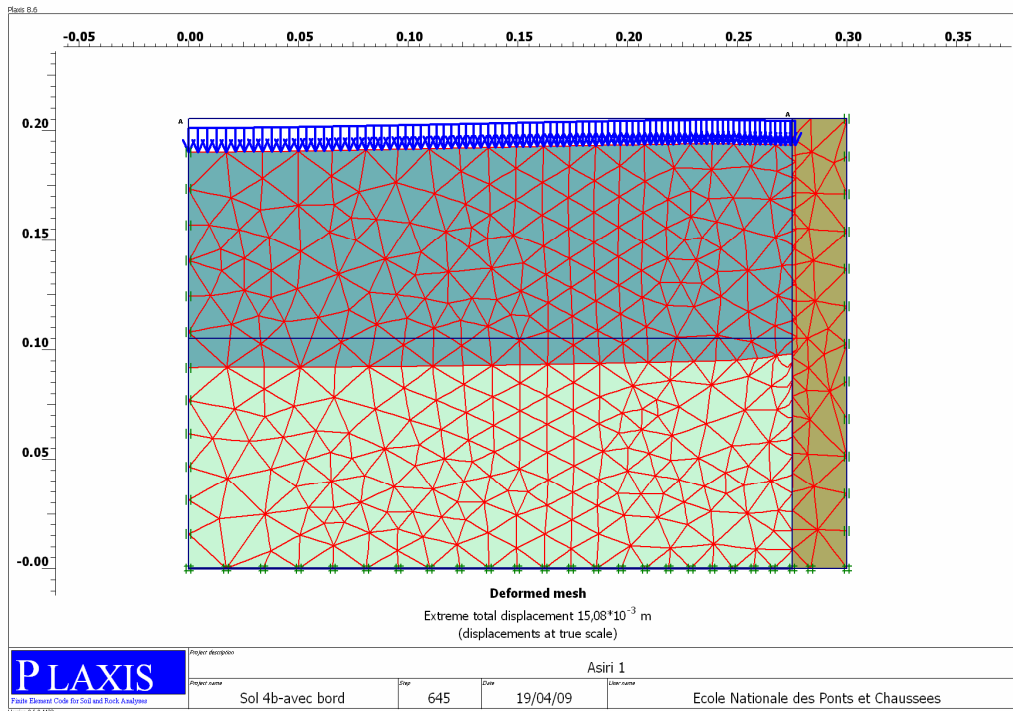 Plaxis 8.6
-0.05 0.00 0.05 0.10 0.15 0.20 0.25 0.30 0.35
A A
0.20
0.15
0.10
0.05
-0.00
Deformed mesh
Extreme total displacement 15,08*10-3 m
(displacements at true scale)
PLAXIS
Finite Element Code for Soil and Rock Analyses
Project description
Asiri 1
Project name Step Date User name
Sol 4b-avec bord 645 19/04/09 Ecole Nationale des Ponts et Chaussees